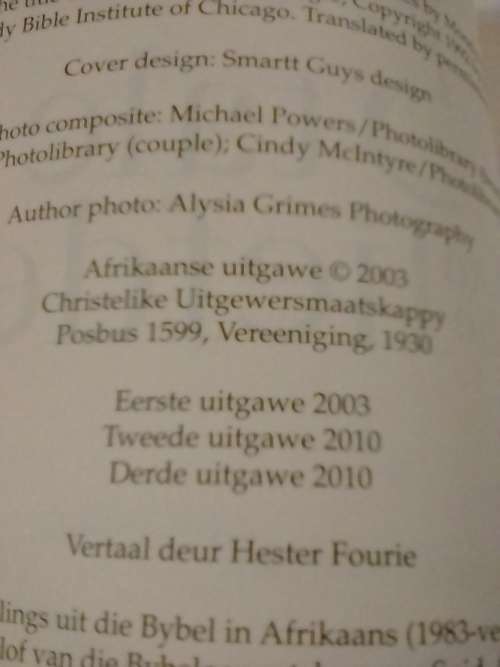 Bible Institute of Chicago. Translated by
Cover design: Smartt Guys design
composite: Michael Powers/Photolibrary
Photolibrary (couple); Cindy McIntyre/
Author photo: Alysia Grimes Photography
Afrikaanse uitgawe © 2003
Christelike Uitgewersmaatskappy
Posbus 1599, Vereeniging, 1930
Eerste uitgawe 2003
Tweede uitgawe 2010
Derde uitgawe 2010
Vertaal deur Hester Fourie
uit die Bybel in Afrikaans (1983-
van die